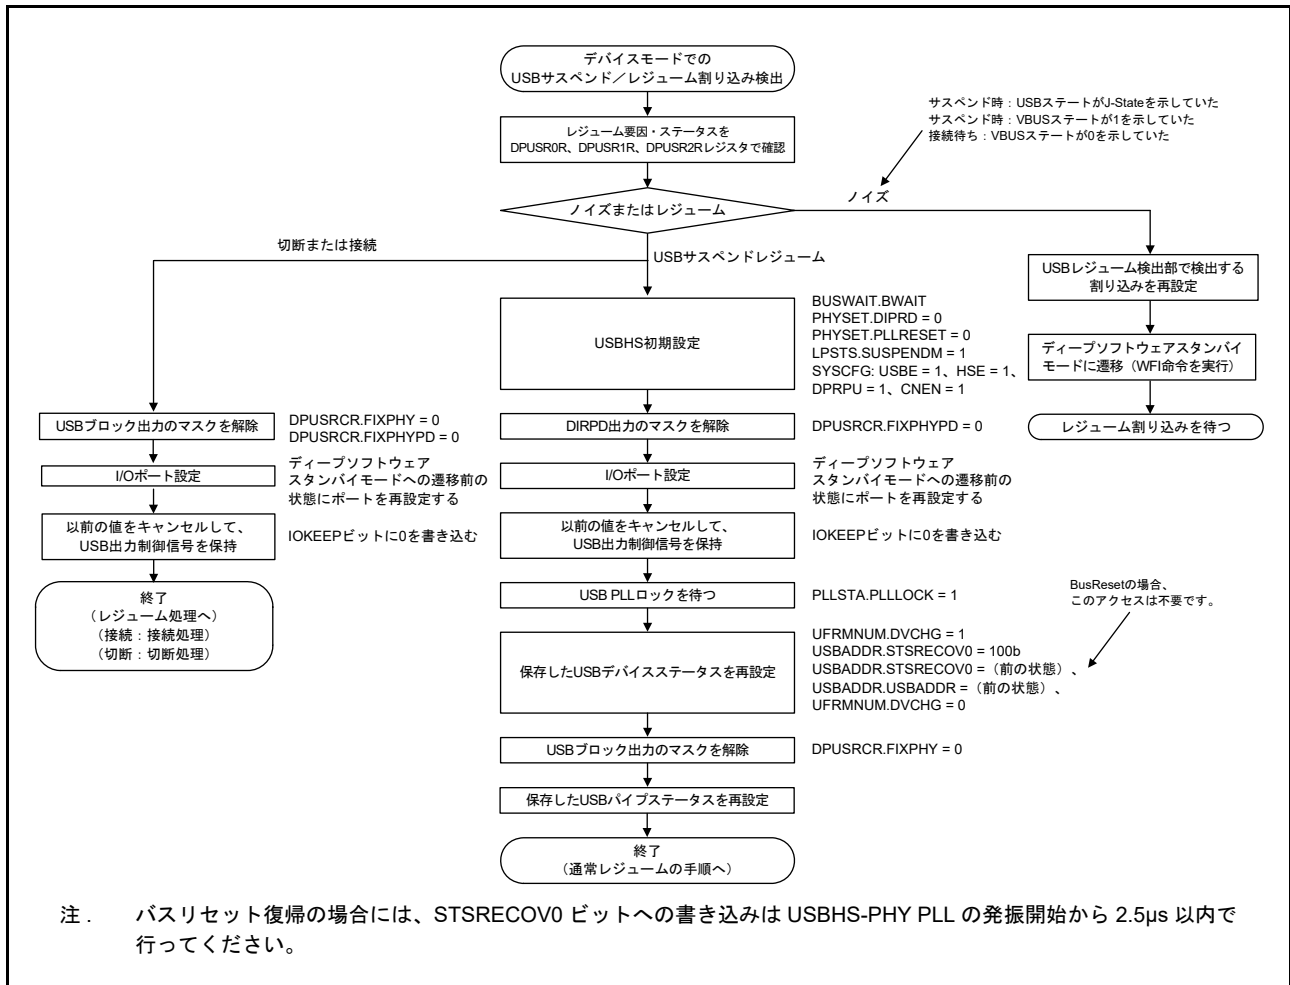 デバイスモードでの
USBサスペンド／レジューム割り込み検出
サスペンド時：USBステートがJ-Stateを示していた
サスペンド時：VBUSステートが1を示していた
接続待ち：VBUSステートが0を示していた
レジューム要因・ステータスを
DPUSR0R、DPUSR1R、DPUSR2Rレジスタで確認
ノイズまたはレジューム
ノイズ
切断または接続
USBサスペンドレジューム
USBレジューム検出部で検出する
割り込みを再設定
ディープソフトウェアスタンバイ
モードに遷移（WFI命令を実行）
レジューム割り込みを待つ
USBHS初期設定
BUSWAIT.BWAIT
PHYSET.DIPRD = 0
PHYSET.PLLRESET = 0
LPSTS.SUSPENDM = 1
SYSCFG: USBE = 1、HSE = 1、
DPRPU = 1、CNEN = 1
USBブロック出力のマスクを解除
DPUSRCR.FIXPHY = 0
DPUSRCR.FIXPHYPD = 0
I/Oポート設定
ディープソフトウェア
スタンバイモードへの遷移前の
状態にポートを再設定する
以前の値をキャンセルして、
USB出力制御信号を保持
IOKEEPビットに0を書き込む
終了
（レジューム処理へ）
（接続：接続処理）
（切断：切断処理）
DIRPD出力のマスクを解除
DPUSRCR.FIXPHYPD = 0
I/Oポート設定
ディープソフトウェア
スタンバイモードへの遷移前の
状態にポートを再設定する
以前の値をキャンセルして、
USB出力制御信号を保持
IOKEEPビットに0を書き込む
USB PLLロックを待つ
PLLSTA.PLLLOCK = 1
BusResetの場合、
このアクセスは不要です。
保存したUSBデバイスステータスを再設定
UFRMNUM.DVCHG = 1
USBADDR.STSRECOV0 = 100b
USBADDR.STSRECOV0 =（前の状態）、
USBADDR.USBADDR =（前の状態）、
UFRMNUM.DVCHG = 0
USBブロック出力のマスクを解除
DPUSRCR.FIXPHY = 0
保存したUSBパイプステータスを再設定
終了
（通常レジュームの手順へ）
注． バスリセット復帰の場合には、STSRECOV0 ビットへの書き込みは USBHS-PHY PLL の発振開始から 2.5µs 以内で
行ってください。